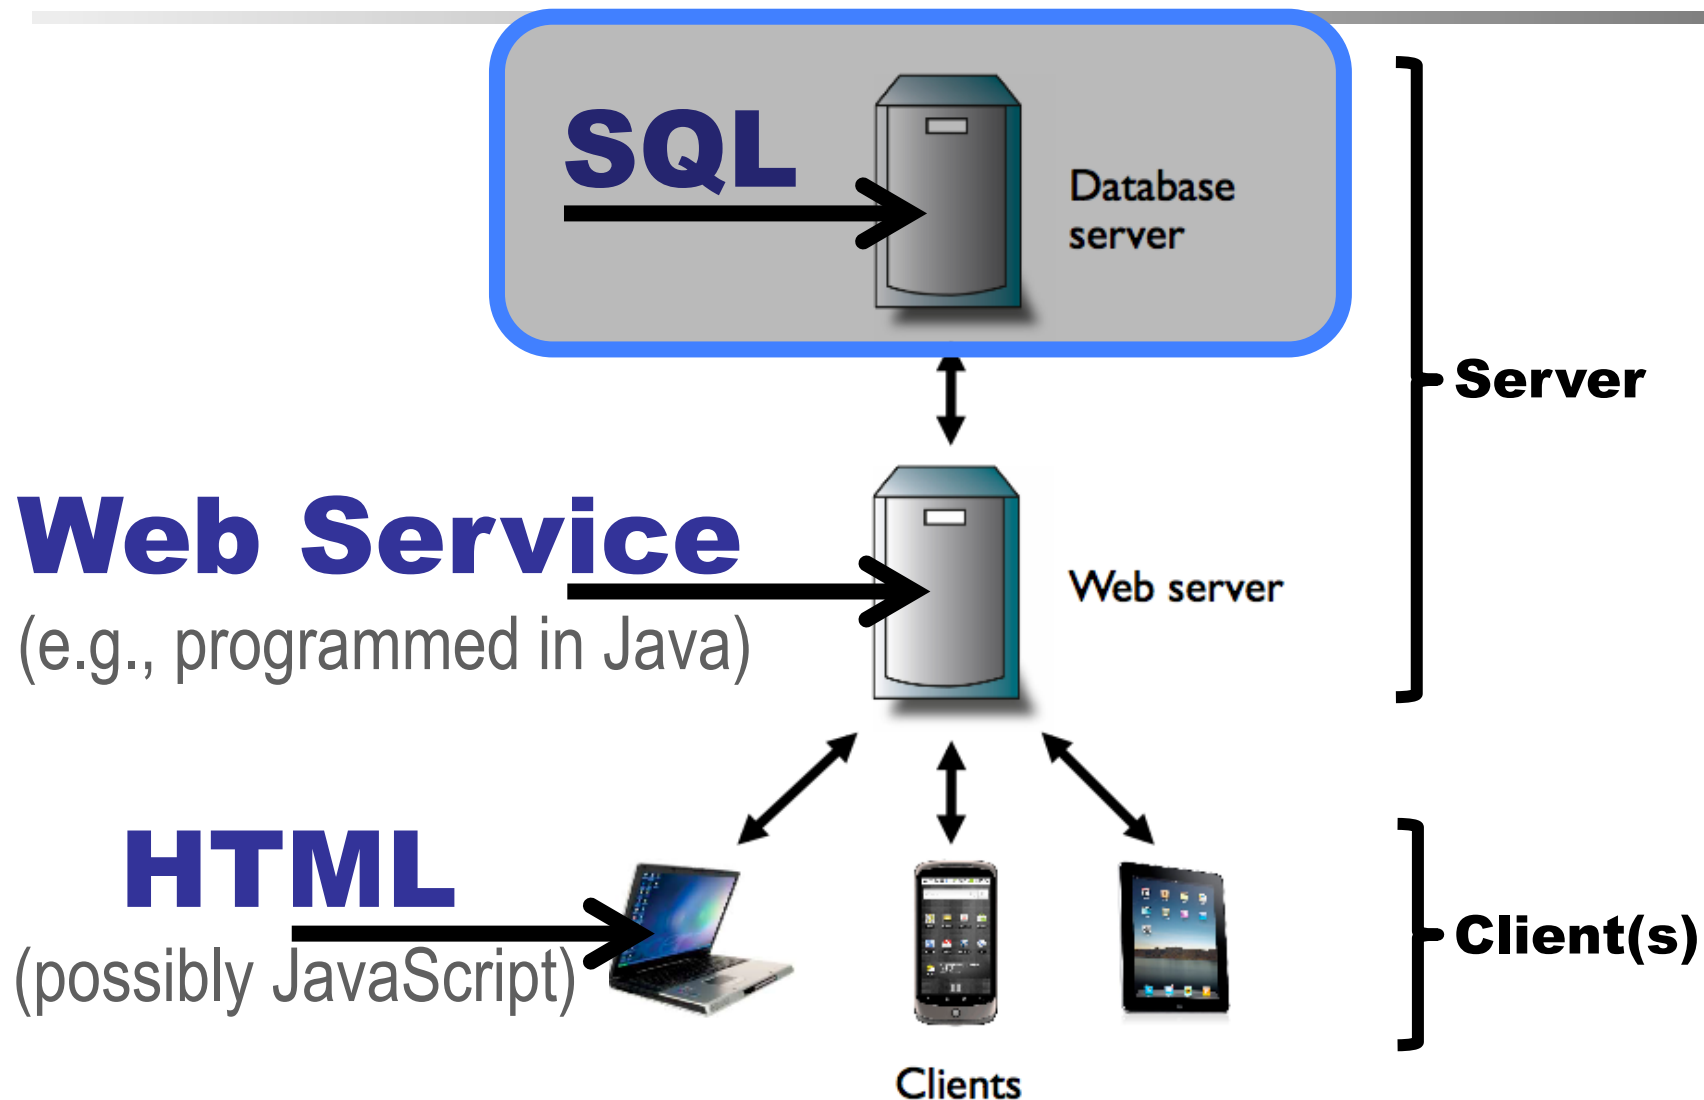 SQL
Database
server
Server
Web Service
(e.g., programmed in Java)
Web server
HTML
(possibly JavaScript)
Client(s)
Clients